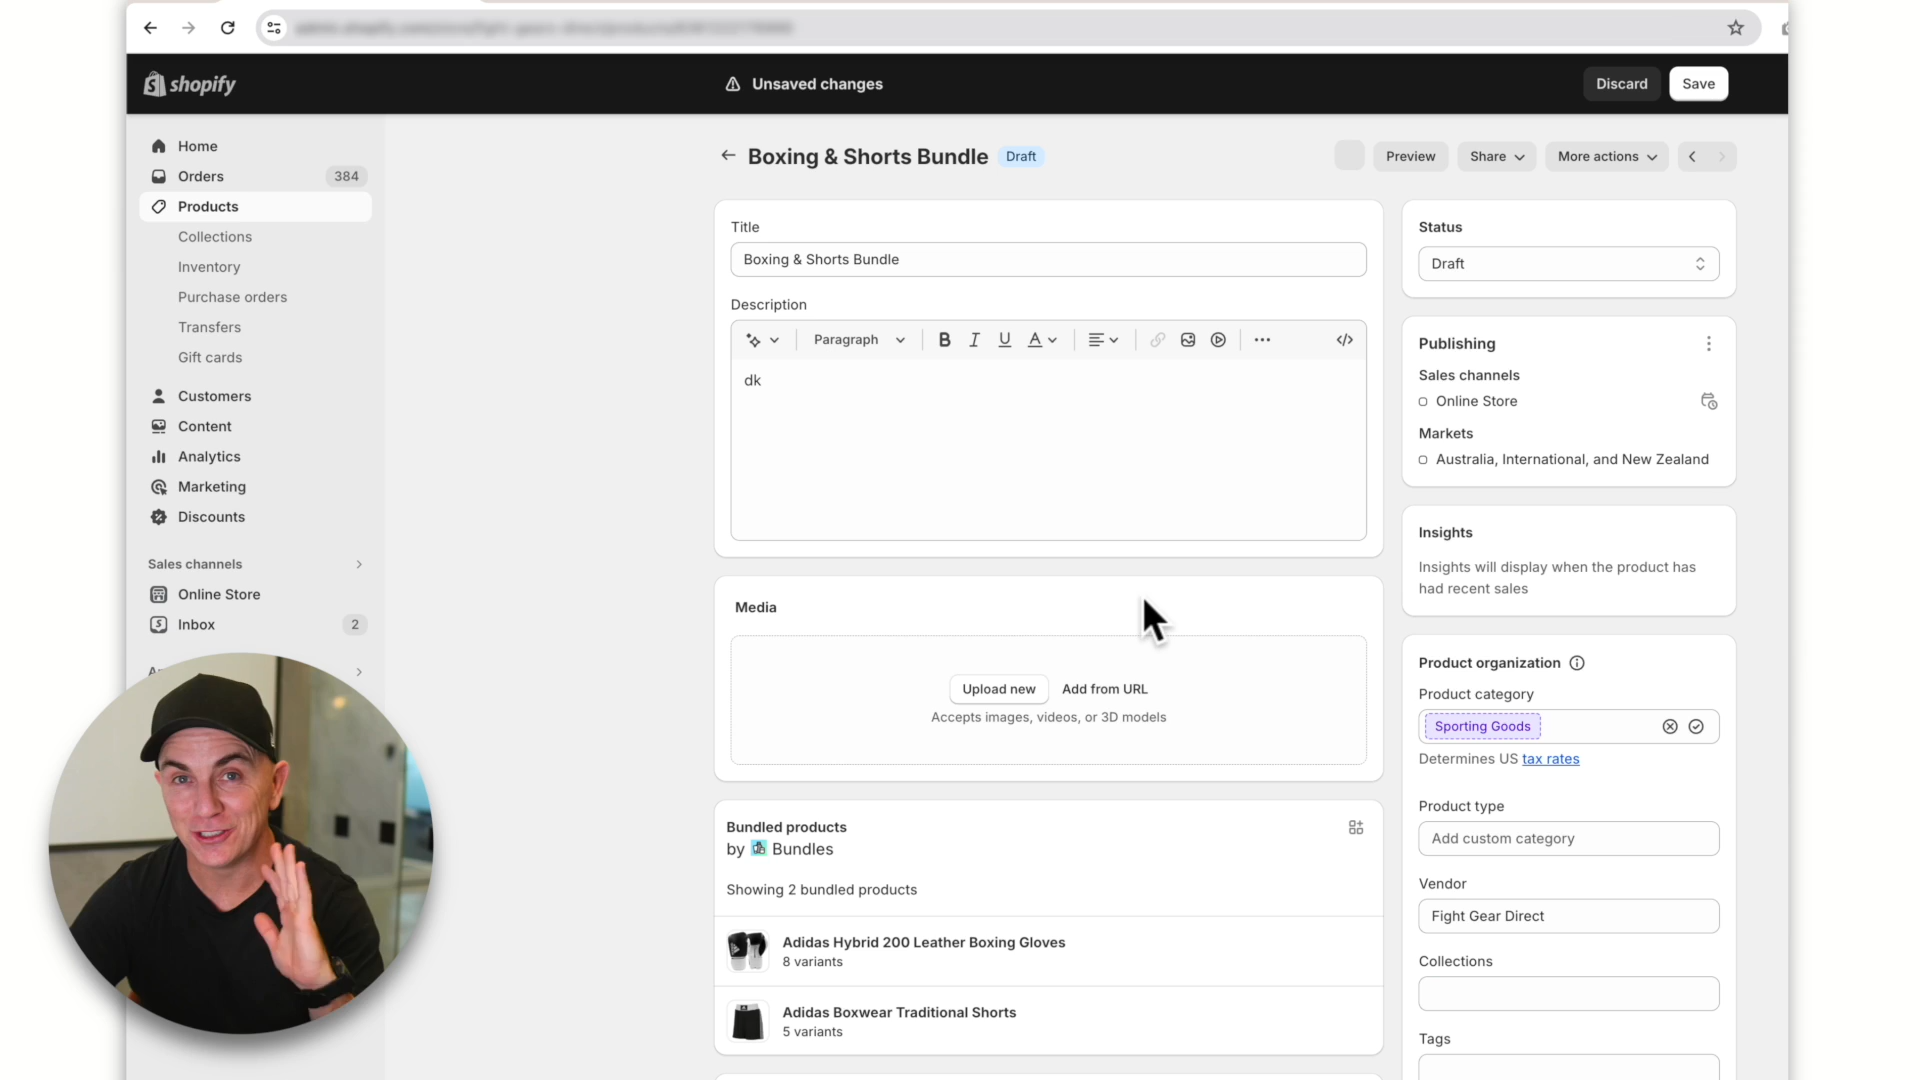 shopify
Unsaved changes
Discard
Save
Home
Orders
384
Products
Collections
Inventory
Purchase orders
Transfers
Gift cards
Customers
Content
Analytics
Marketing
Discounts
Sales channels
Online Store
Inbox
2
Boxing & Shorts Bundle
Draft
Preview
Share
More actions
Title
Boxing & Shorts Bundle
Description
Paragraph
B I U A
dk
Media
Upload new
Add from URL
Accepts images, videos, or 3D models
Bundled products
by Bundles
Showing 2 bundled products
Adidas Hybrid 200 Leather Boxing Gloves
8 variants
Adidas Boxwear Traditional Shorts
5 variants
Status
Draft
Publishing
Sales channels
Online Store
Markets
Australia, International, and New Zealand
Insights
Insights will display when the product has
had recent sales
Product organization
Product category
Sporting Goods
Determines US tax rates
Product type
Add custom category
Vendor
Fight Gear Direct
Collections
Tags